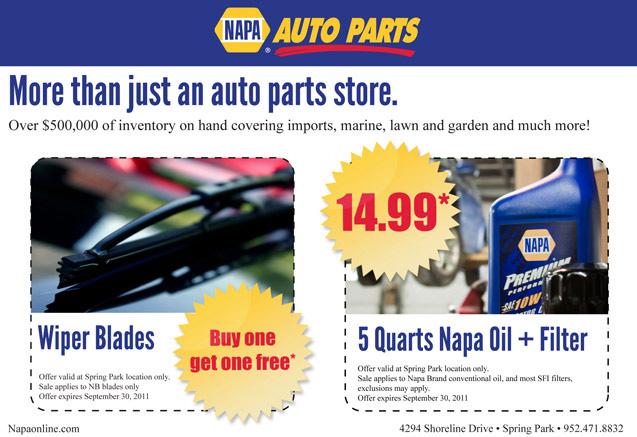 NAPA AUTO PARTS
®
More than just an auto parts store.
Over $500,000 of inventory on hand covering imports, marine, lawn and garden and much more!
Wiper Blades
Offer valid at Spring Park location only.
Sale applies to NB blades only
Offer expires September 30, 2011
Buy one
get one free*
14.99*
NAPA
PREMIUM
PERFORM
SAE 10W-
5 Quarts Napa Oil + Filter
Offer valid at Spring Park location only.
Sale applies to Napa Brand conventional oil, and most SFI filters,
exclusions may apply.
Offer expires September 30, 2011
Napaonline.com
4294 Shoreline Drive • Spring Park • 952.471.8832